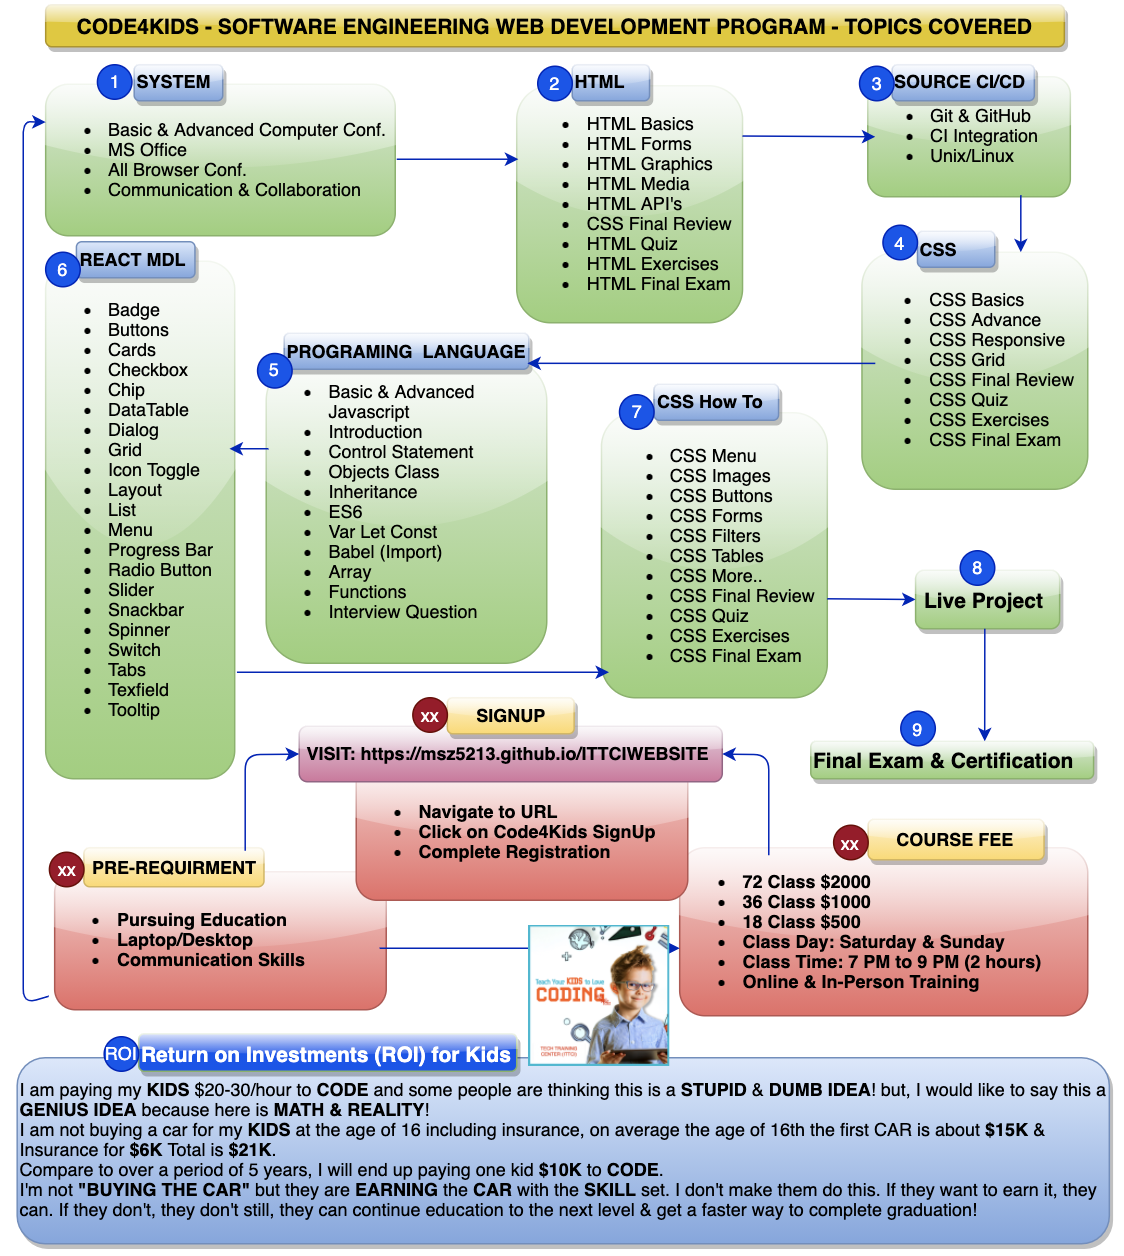 CODE4KIDS - SOFTWARE ENGINEERING WEB DEVELOPMENT PROGRAM - TOPICS COVERED
1
SYSTEM
Basic & Advanced Computer Conf.
MS Office
All Browser Conf.
Communication & Collaboration
2
HTML
HTML Basics
HTML Forms
HTML Graphics
HTML Media
HTML API's
CSS Final Review
HTML Quiz
HTML Exercises
HTML Final Exam
3
SOURCE CI/CD
Git & GitHub
CI Integration
Unix/Linux
4
CSS
CSS Basics
CSS Advance
CSS Responsive
CSS Grid
CSS Final Review
CSS Quiz
CSS Exercises
CSS Final Exam
5
PROGRAMING LANGUAGE
Basic & Advanced
Javascript
Introduction
Control Statement
Objects Class
Inheritance
ES6
Var Let Const
Babel (Import)
Array
Functions
Interview Question
6
REACT MDL
Badge
Buttons
Cards
Checkbox
Chip
DataTable
Dialog
Grid
Icon Toggle
Layout
List
Menu
Progress Bar
Radio Button
Slider
Snackbar
Spinner
Switch
Tabs
Texfield
Tooltip
7
CSS How To
CSS Menu
CSS Images
CSS Buttons
CSS Forms
CSS Filters
CSS Tables
CSS More..
CSS Final Review
CSS Quiz
CSS Exercises
CSS Final Exam
8
Live Project
9
Final Exam & Certification
xx
SIGNUP
VISIT: https://msz5213.github.io/ITTCIWEBSITE
Navigate to URL
Click on Code4Kids SignUp
Complete Registration
xx
PRE-REQUIRMENT
Pursuing Education
Laptop/Desktop
Communication Skills
xx
COURSE FEE
72 Class $2000
36 Class $1000
18 Class $500
Class Day: Saturday & Sunday
Class Time: 7 PM to 9 PM (2 hours)
Online & In-Person Training
Teach Your KIDS to Love
CODING
TECH TRAINING
CENTER (ITTCI)
ROI
Return on Investments (ROI) for Kids
I am paying my KIDS $20-30/hour to CODE and some people are thinking this is a STUPID & DUMB IDEA! but, I would like to say this a
GENIUS IDEA because here is MATH & REALITY!
I am not buying a car for my KIDS at the age of 16 including insurance, on average the age of 16th the first CAR is about $15K &
Insurance for $6K Total is $21K.
Compare to over a period of 5 years, I will end up paying one kid $10K to CODE.
I'm not "BUYING THE CAR" but they are EARNING the CAR with the SKILL set. I don't make them do this. If they want to earn it, they
can. If they don't, they don't still, they can continue education to the next level & get a faster way to complete graduation!